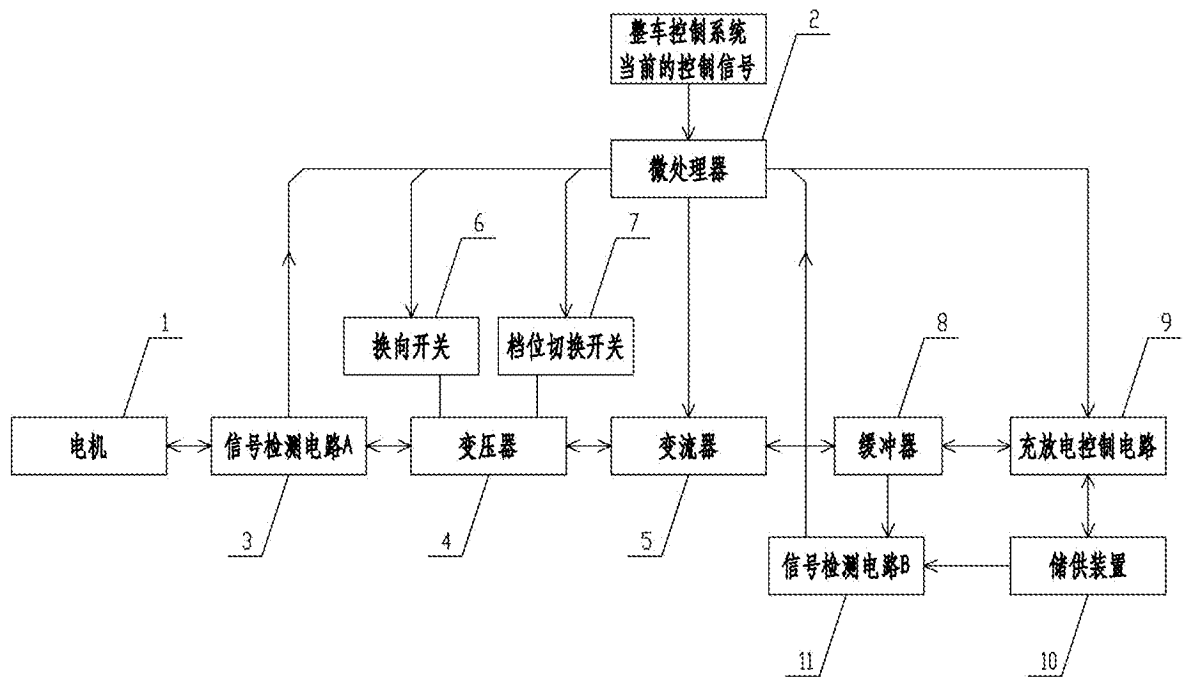 整车控制系统
当前的控制信号
2
微处理器
6
7
1
换向开关
档位切换开关
8
9
电机
信号检测电路A
变压器
变流器
缓冲器
充放电控制电路
3
4
5
信号检测电路B
储供装置
11
10